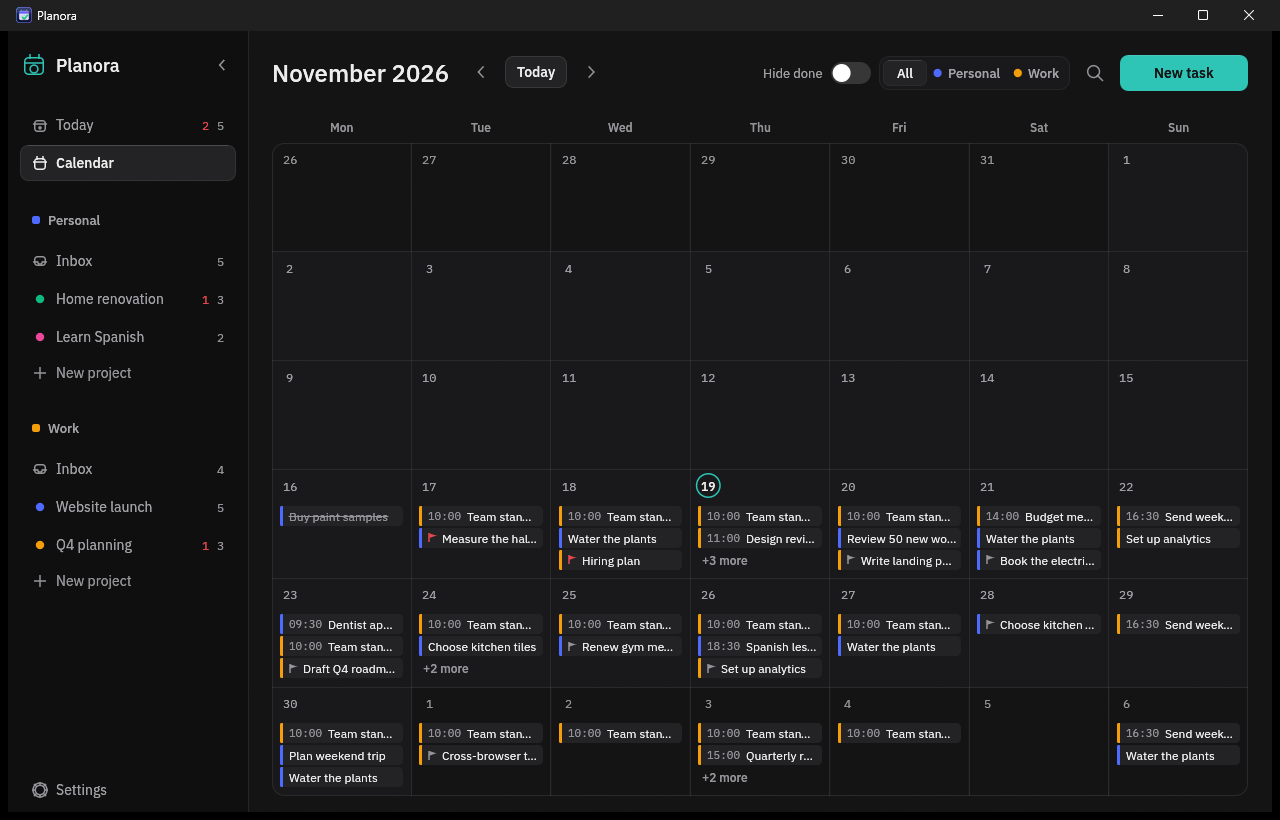 Planora
Planora
Today 2 5
Calendar
Personal
Inbox 5
Home renovation 1 3
Learn Spanish 2
New project
Work
Inbox 4
Website launch 5
Q4 planning 1 3
New project
Settings
November 2026
Today
Hide done
All
Personal
Work
New task
Mon Tue Wed Thu Fri Sat Sun
26 27 28 29 30 31 1
2 3 4 5 6 7 8
9 10 11 12 13 14 15
16
Buy paint samples
17
10:00 Team stan...
Measure the hal...
18
10:00 Team stan...
Water the plants
Hiring plan
19
10:00 Team stan...
11:00 Design revi...
+3 more
20
10:00 Team stan...
Review 50 new wo...
Write landing p...
21
14:00 Budget me...
Water the plants
Book the electri...
22
16:30 Send week...
Set up analytics
23
09:30 Dentist ap...
10:00 Team stan...
Draft Q4 roadm...
24
10:00 Team stan...
Choose kitchen tiles
+2 more
25
10:00 Team stan...
Renew gym me...
26
10:00 Team stan...
18:30 Spanish les...
Set up analytics
27
10:00 Team stan...
Water the plants
28
Choose kitchen ...
29
16:30 Send week...
30
10:00 Team stan...
Plan weekend trip
Water the plants
1
10:00 Team stan...
Cross-browser t...
2
10:00 Team stan...
3
10:00 Team stan...
15:00 Quarterly r...
+2 more
4
10:00 Team stan...
5
6
16:30 Send week...
Water the plants